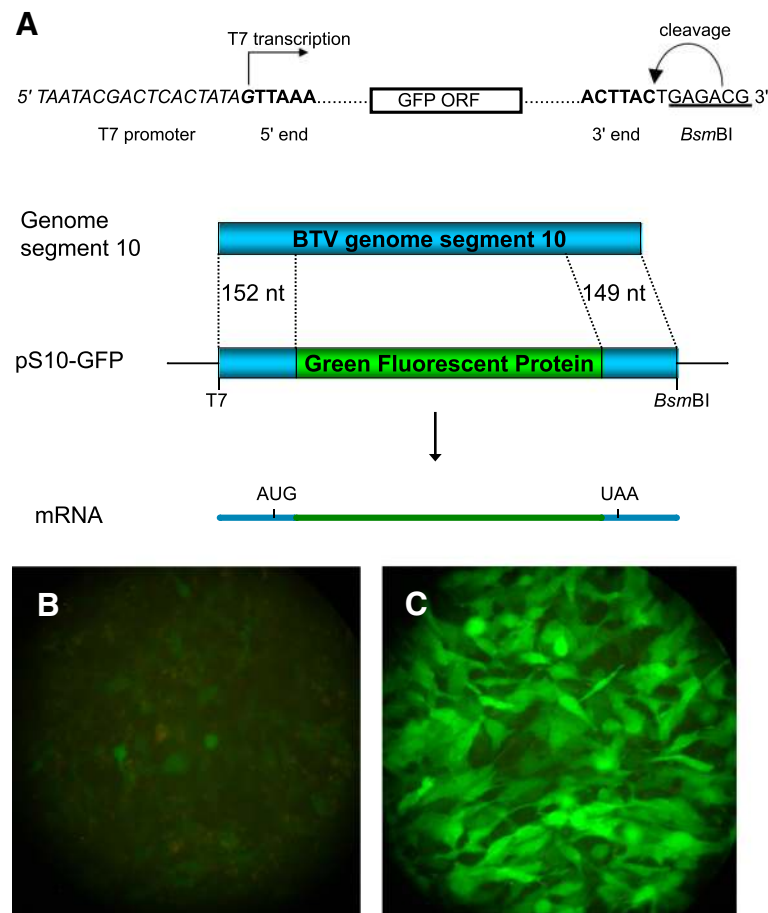 A
T7 transcription
cleavage
5' TAATACGACTCACTATAGTTAAA..........GFP ORF...........ACTTACTGAGACG 3'
T7 promoter 5' end 3' end BsmBI
Genome
segment 10
BTV genome segment 10
152 nt 149 nt
pS10-GFP
Green Fluorescent Protein
T7 BsmBI
AUG UAA
mRNA
B C